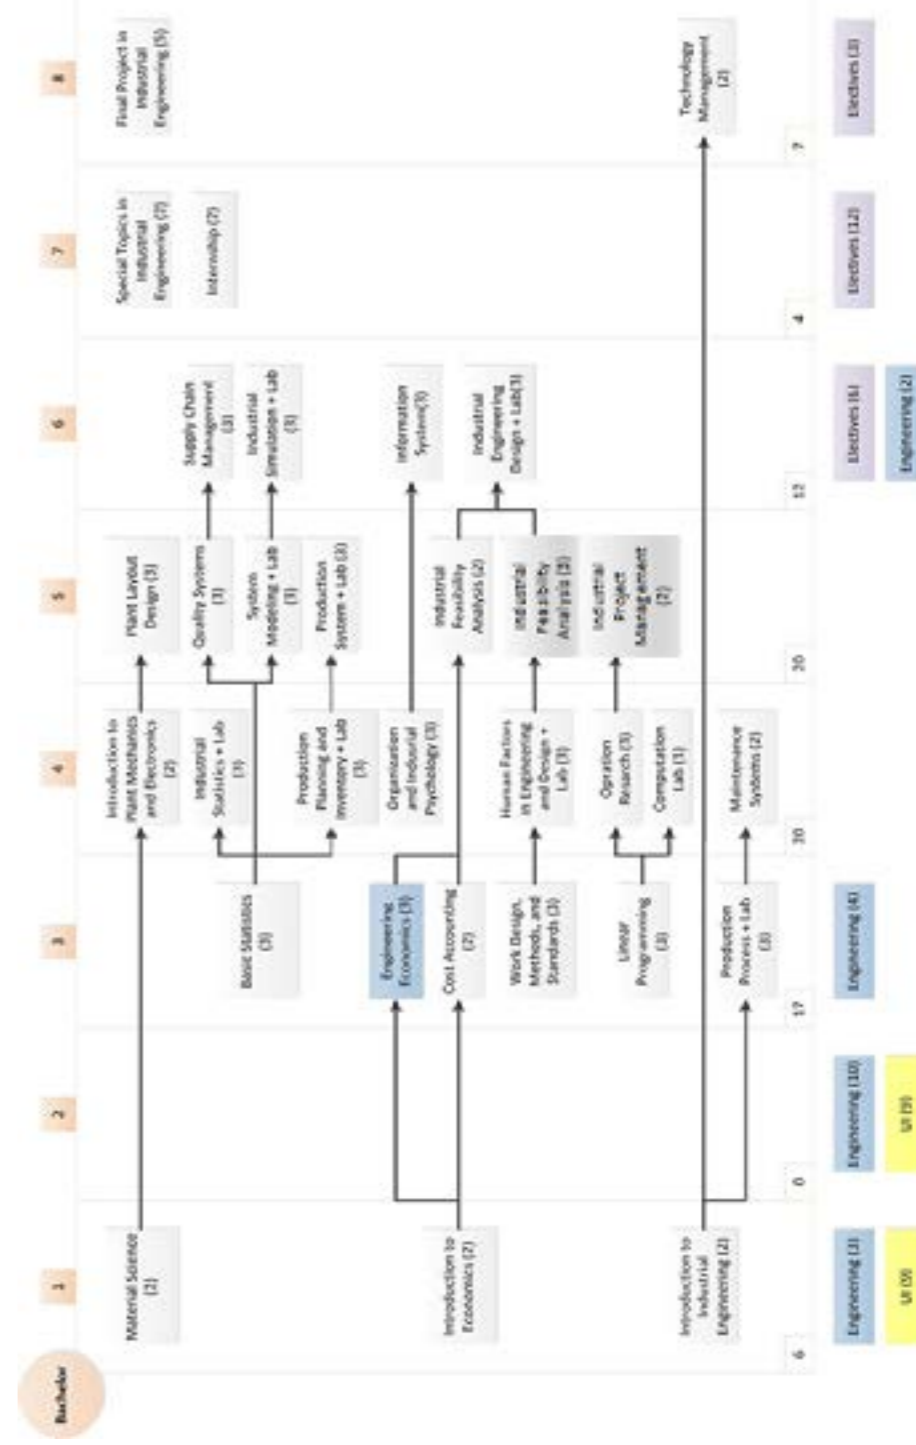 Bachelor
1
2
3
4
5
6
7
8
Material Science
(2)
Introduction to
Economics (2)
Introduction to
Industrial
Engineering (2)
6
Engineering (3)
UI (9)
0
Engineering (10)
UI (9)
Basic Statistics
(3)
Engineering
Economics (3)
Cost Accounting
(2)
Work Design,
Methods, and
Standards (3)
Linear
Programming
(3)
Production
Process + Lab
(3)
17
Engineering (4)
Introduction to
Plant Mechanics
and Electronics
(2)
Industrial
Statistics + Lab
(3)
Production
Planing and
Inventory + Lab
(3)
Organization
and Indusrial
Psychology (3)
Human Factors
in Engineering
and Design +
Lab (3)
Opration
Resarch (3)
Computation
Lab (1)
Maintenance
Systems (2)
20
Plant Layout
Design (3)
Quality Systems
(3)
System
Modeling + Lab
(3)
Production
System + Lab (3)
Industrial
Feasibility
Analysis (2)
Industrial
Feasibility
Analysis (3)
Industrial
Project
Management
(2)
20
Supply Chain
Management
(3)
Industrial
Simulation + Lab
(3)
Information
System(3)
Industrial
Engineering
Design + Lab(3)
12
Electives (6)
Engineering (2)
Special Topics in
Industrial
Engineering (2)
Internship (2)
4
Electives (12)
Final Project in
Industrial
Engineering (5)
Technology
Management
(2)
7
Electives (3)